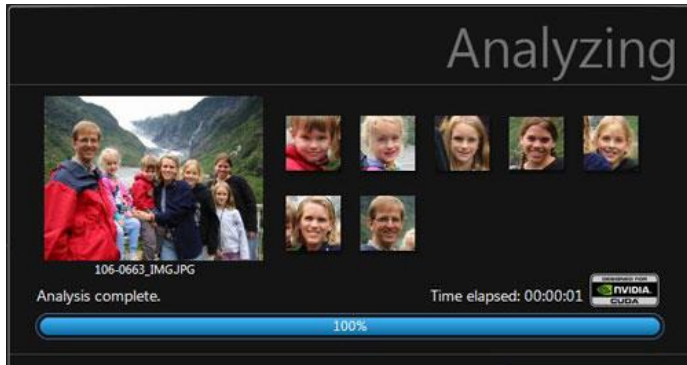 Analyzing
106-0663_IMG.JPG
Analysis complete.
Time elapsed: 00:00:01
DESIGNED FOR
NVIDIA.
CUDA
100%